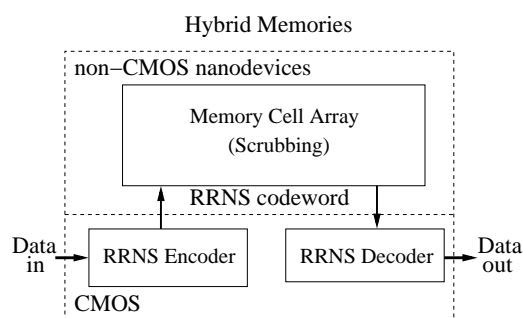 Hybrid Memories
non−CMOS nanodevices
Memory Cell Array
(Scrubbing)
RRNS codeword
Data
in
RRNS Encoder
RRNS Decoder
Data
out
CMOS